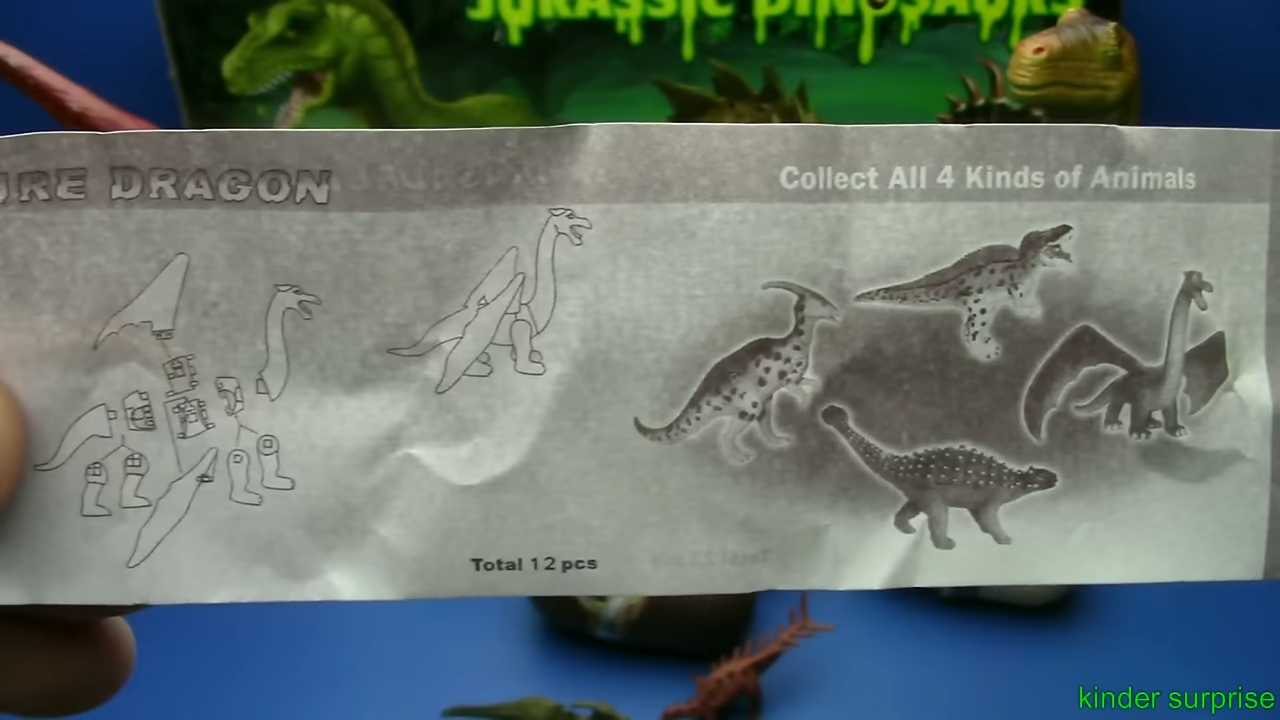 JURASSIC DINOSAURS
URE DRAGON
Collect All 4 Kinds of Animals
Total 12 pcs
kinder surprise